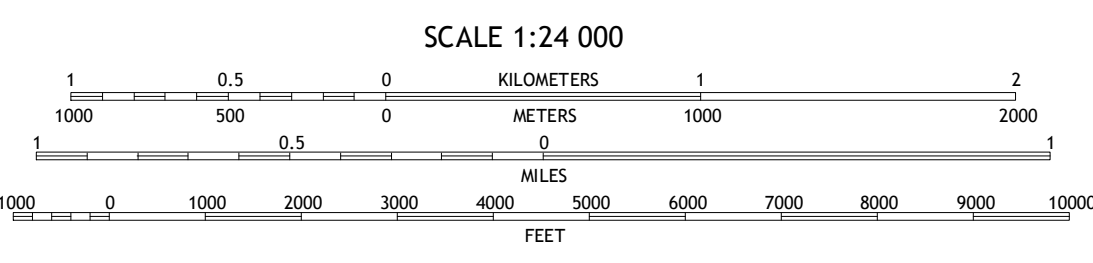 SCALE 1:24 000
1 0.5 0 KILOMETERS 1 2
1000 500 0 METERS 1000 2000
1 0.5 0 1
MILES
1000 0 1000 2000 3000 4000 5000 6000 7000 8000 9000 10000
FEET